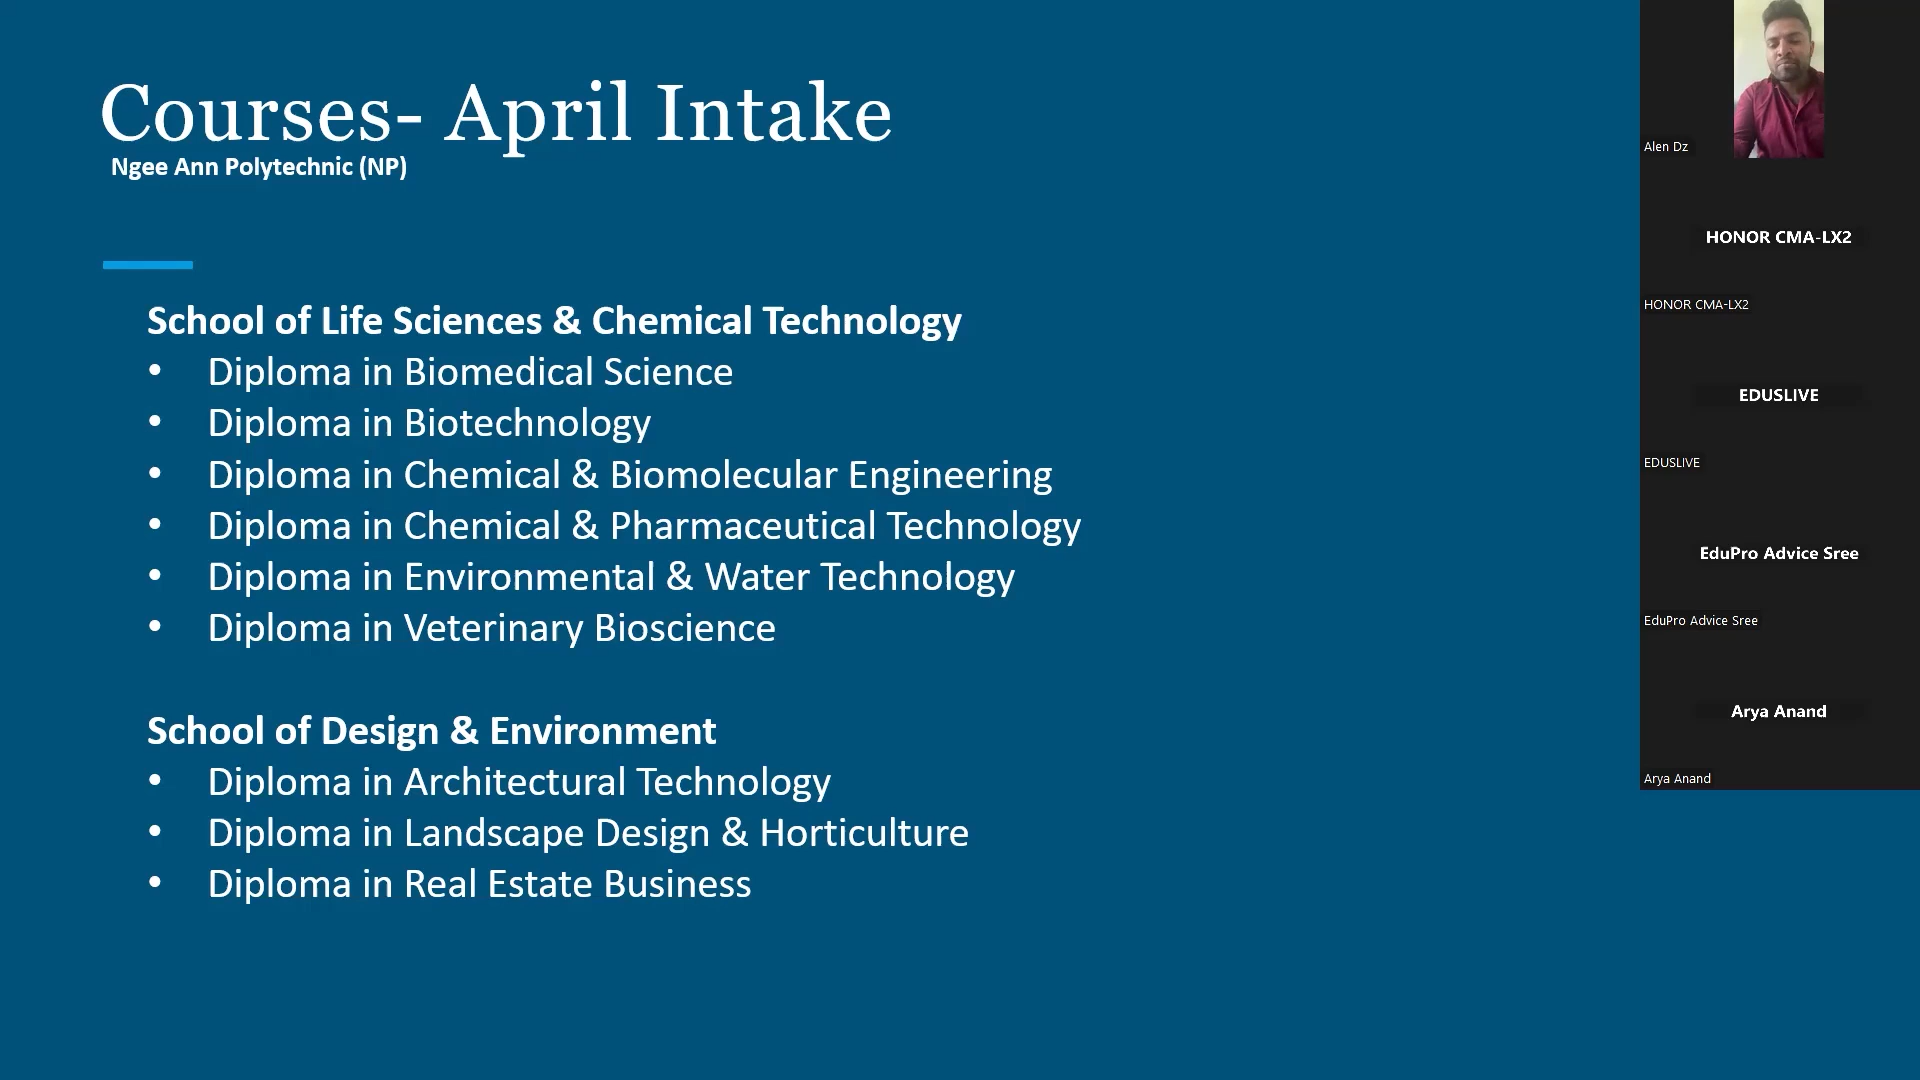 Courses- April Intake
Ngee Ann Polytechnic (NP)
School of Life Sciences & Chemical Technology
• Diploma in Biomedical Science
• Diploma in Biotechnology
• Diploma in Chemical & Biomolecular Engineering
• Diploma in Chemical & Pharmaceutical Technology
• Diploma in Environmental & Water Technology
• Diploma in Veterinary Bioscience
School of Design & Environment
• Diploma in Architectural Technology
• Diploma in Landscape Design & Horticulture
• Diploma in Real Estate Business
Alen Dz
HONOR CMA-LX2
HONOR CMA-LX2
EDUSLIVE
EDUSLIVE
EduPro Advice Sree
EduPro Advice Sree
Arya Anand
Arya Anand